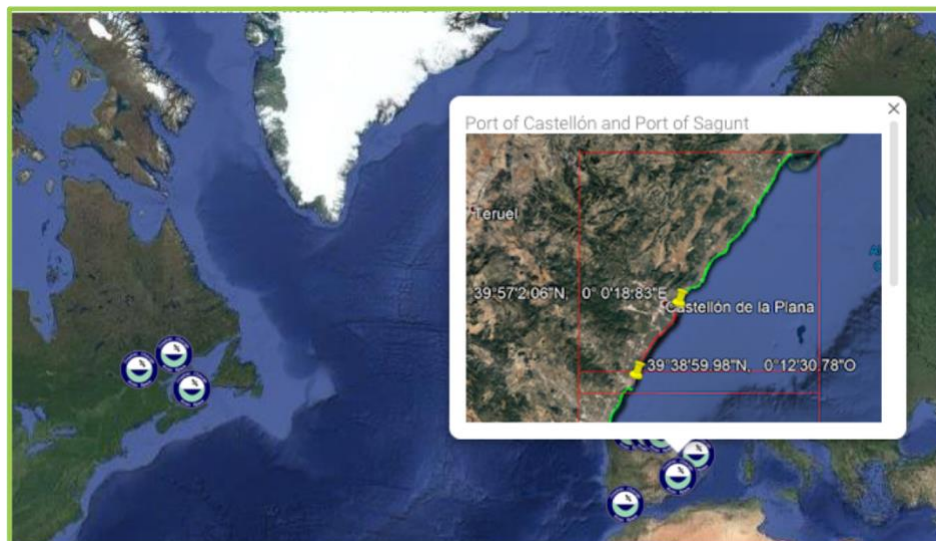 Port of Castellón and Port of Sagunt
Teruel
39°57'2.06"N, 0° 0'18.83"E
Castellón de la Plana
39°38'59.98"N, 0°12'30.78"O